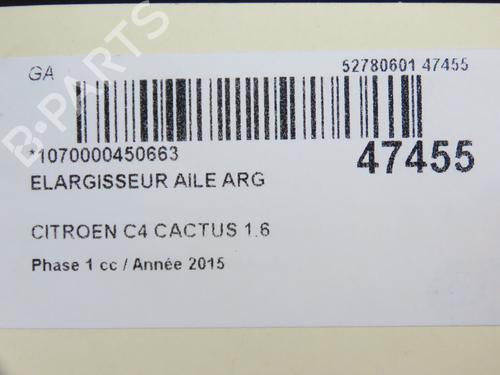 GA
52780601 47455
*1070000450663
47455
ELARGISSEUR AILE ARG
CITROEN C4 CACTUS 1.6
Phase 1 cc / Année 2015
B-PARTS